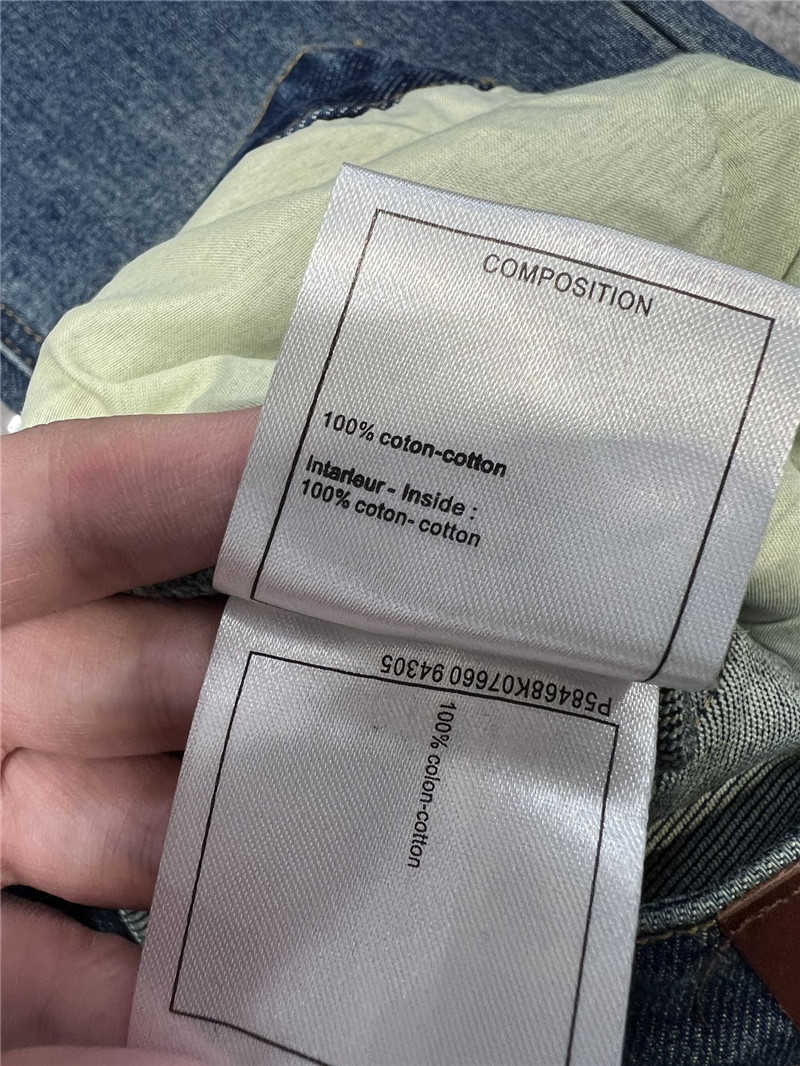 COMPOSITION
100% coton-cotton
Intarleur - Inside :
100% coton- cotton
P58468K07660 94305
100% colon-cotton